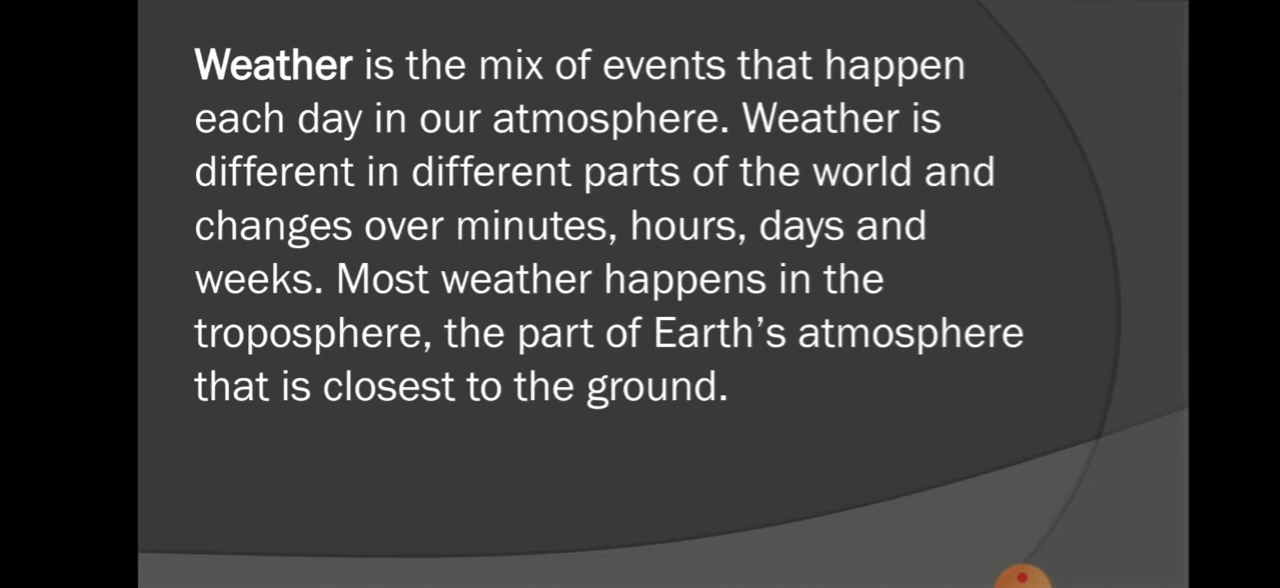 Weather is the mix of events that happen
each day in our atmosphere. Weather is
different in different parts of the world and
changes over minutes, hours, days and
weeks. Most weather happens in the
troposphere, the part of Earth’s atmosphere
that is closest to the ground.